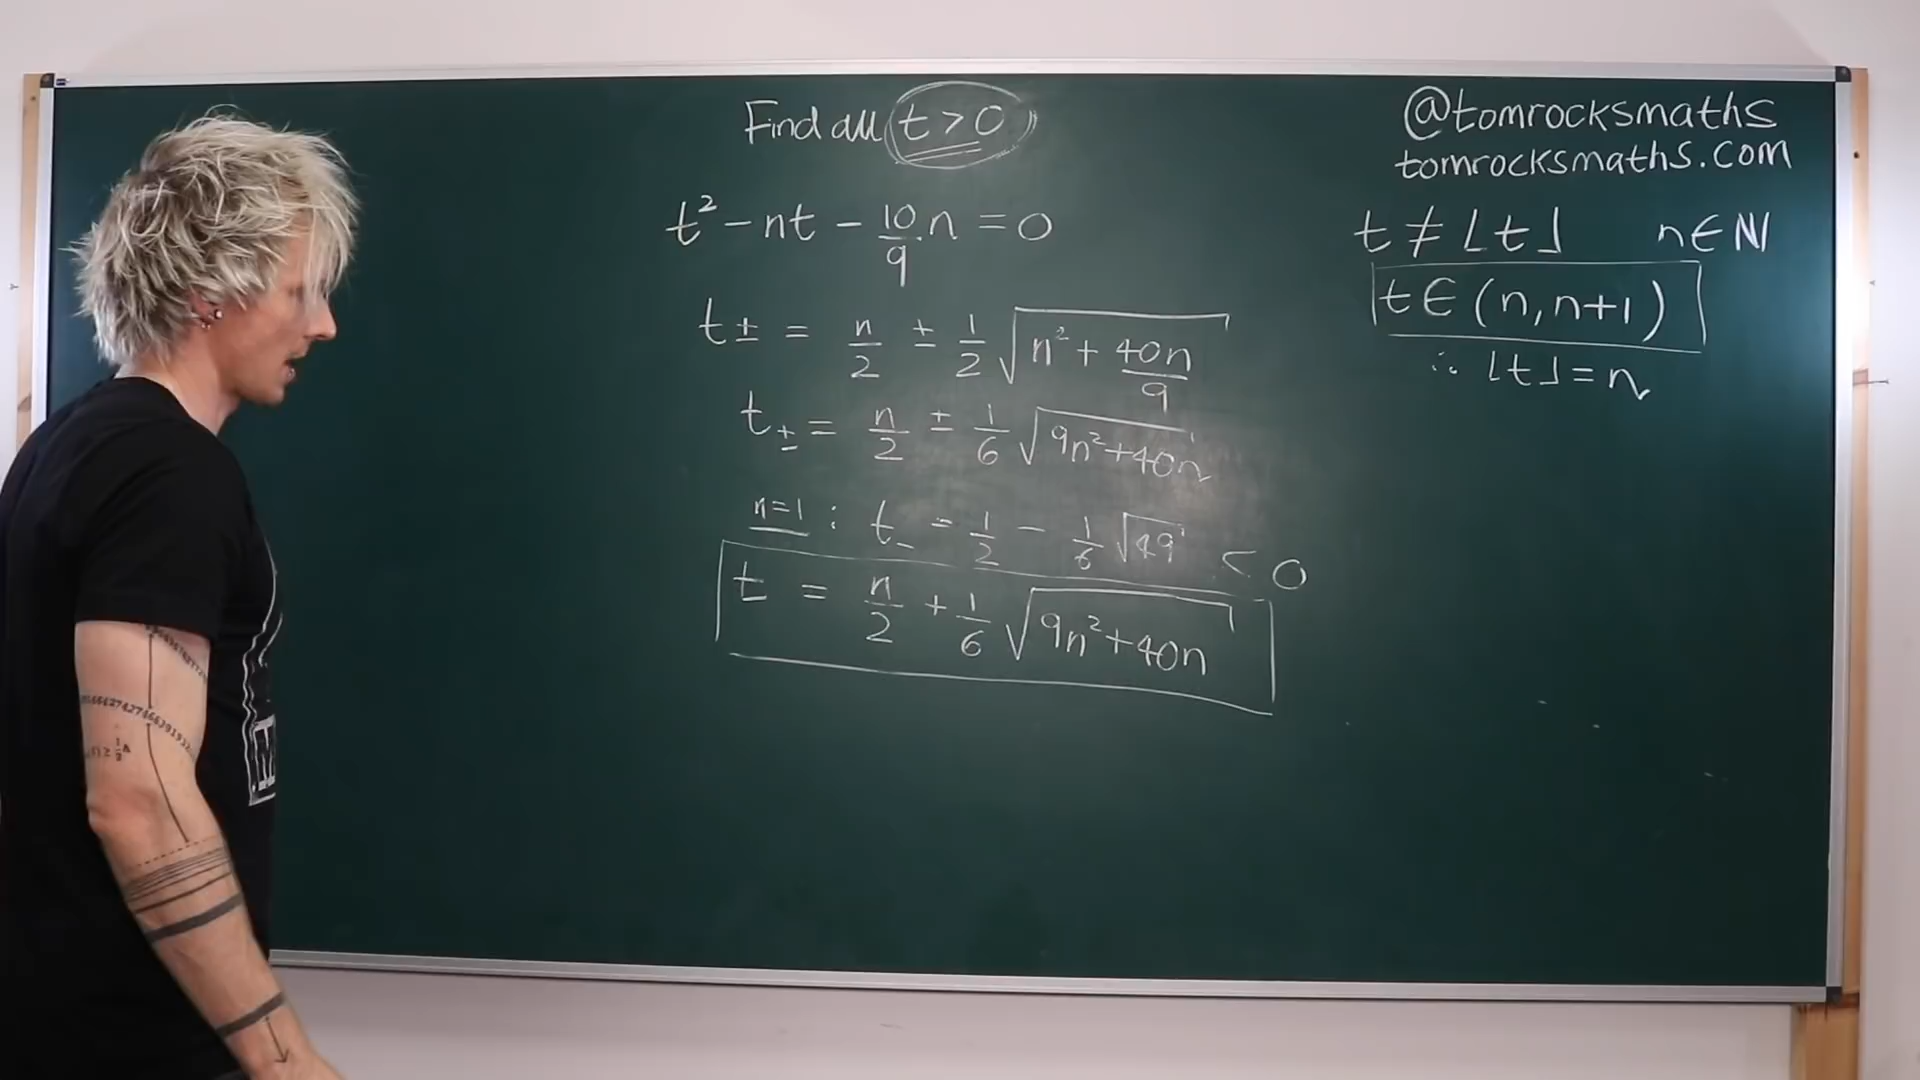 Find all t > 0
@tomrocksmaths
tomrocksmaths.com
t² - nt - 10/9 n = 0
t± = n/2 ± 1/2 √(n² + 40n/9)
t± = n/2 ± 1/6 √(9n²+40n)
n=1 : t₋ = 1/2 - 1/6 √49 < 0
t = n/2 + 1/6 √(9n²+40n)
t ≠ ⌊t⌋ n ∈ ℕ
t ∈ (n, n+1)
∴ ⌊t⌋ = n